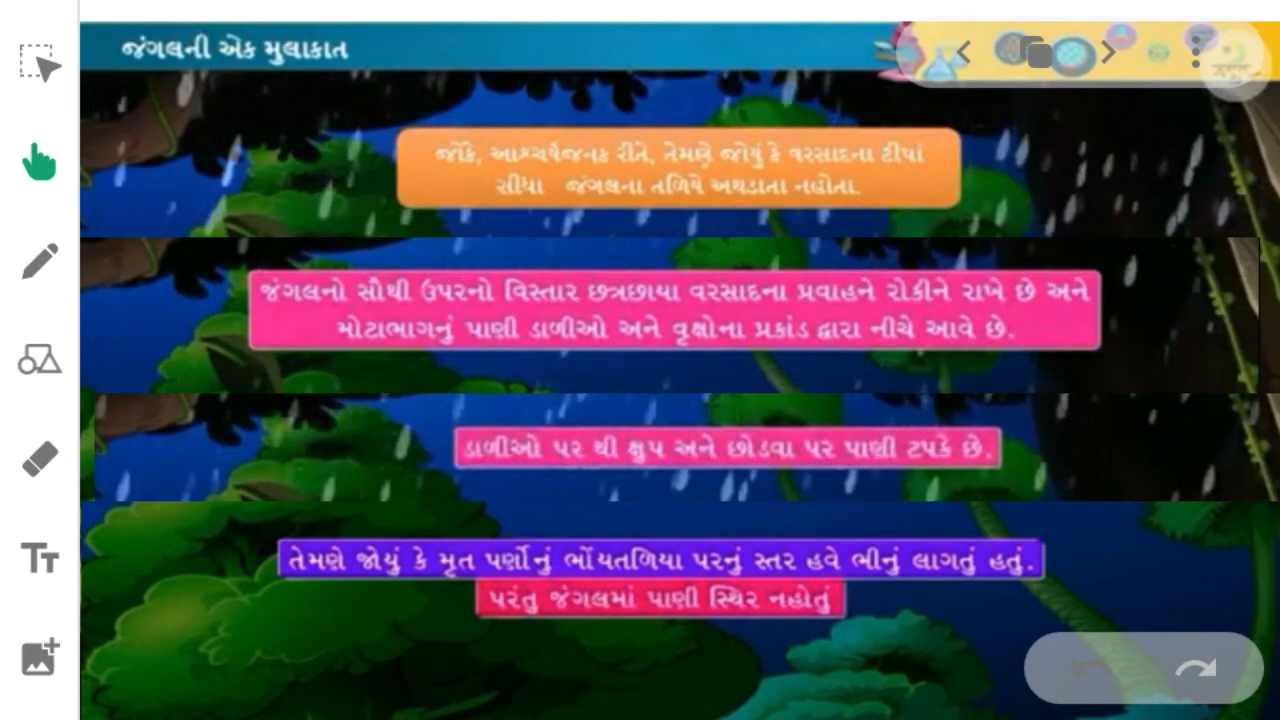 જંગલની એક મુલાકાત
જોકે, આશ્ચર્યજનક રીતે, તેમણે જોયું કે વરસાદના ટીપાં
સીધા જંગલના તળિયે અથડાતા નહોતા.
જંગલનો સૌથી ઉપરનો વિસ્તાર છત્રછાયા વરસાદના પ્રવાહને રોકીને રાખે છે અને
મોટાભાગનું પાણી ડાળીઓ અને વૃક્ષોના પ્રકાંડ દ્વારા નીચે આવે છે.
ડાળીઓ પર થી ક્ષુપ અને છોડવા પર પાણી ટપકે છે.
તેમણે જોયું કે મૃત પર્ણોનું ભોંયતળિયા પરનું સ્તર હવે ભીનું લાગતું હતું.
પરંતુ જંગલમાં પાણી સ્થિર નહોતું